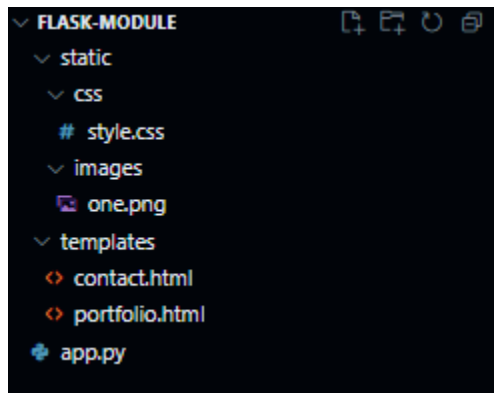 FLASK-MODULE
static
css
# style.css
images
one.png
templates
<> contact.html
<> portfolio.html
app.py